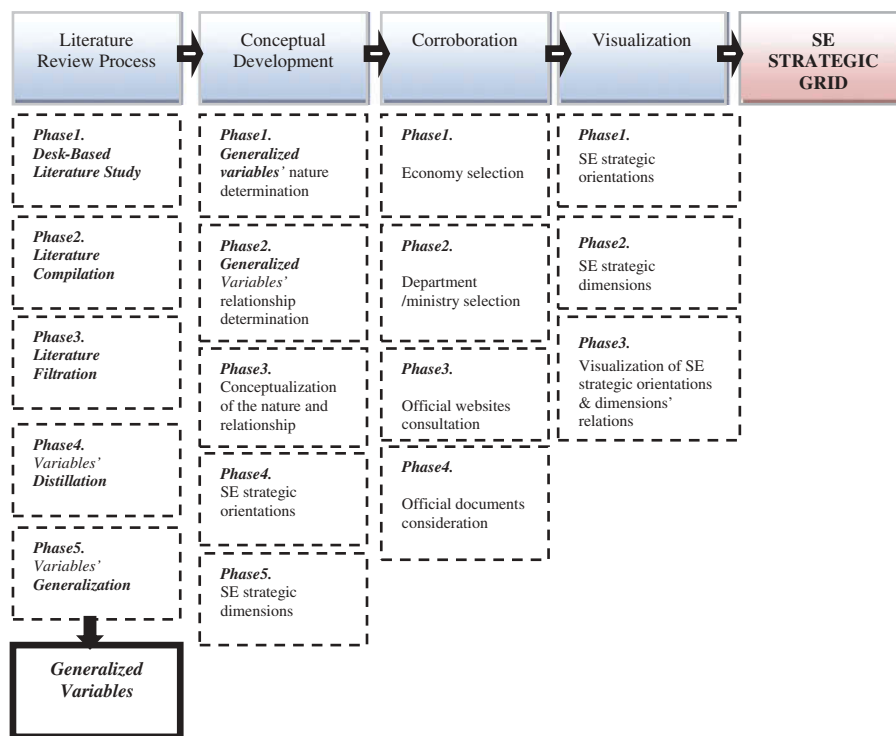 Literature
Review Process
Conceptual
Development
Corroboration
Visualization
SE
STRATEGIC
GRID
Phase1.
Desk-Based
Literature Study
Phase2.
Literature
Compilation
Phase3.
Literature
Filtration
Phase4.
Variables'
Distillation
Phase5.
Variables'
Generalization
Generalized
Variables
Phase1.
Generalized
variables' nature
determination
Phase2.
Generalized
Variables'
relationship
determination
Phase3.
Conceptualization
of the nature and
relationship
Phase4.
SE strategic
orientations
Phase5.
SE strategic
dimensions
Phase1.
Economy selection
Phase2.
Department
/ministry selection
Phase3.
Official websites
consultation
Phase4.
Official documents
consideration
Phase1.
SE strategic
orientations
Phase2.
SE strategic
dimensions
Phase3.
Visualization of SE
strategic orientations
& dimensions'
relations